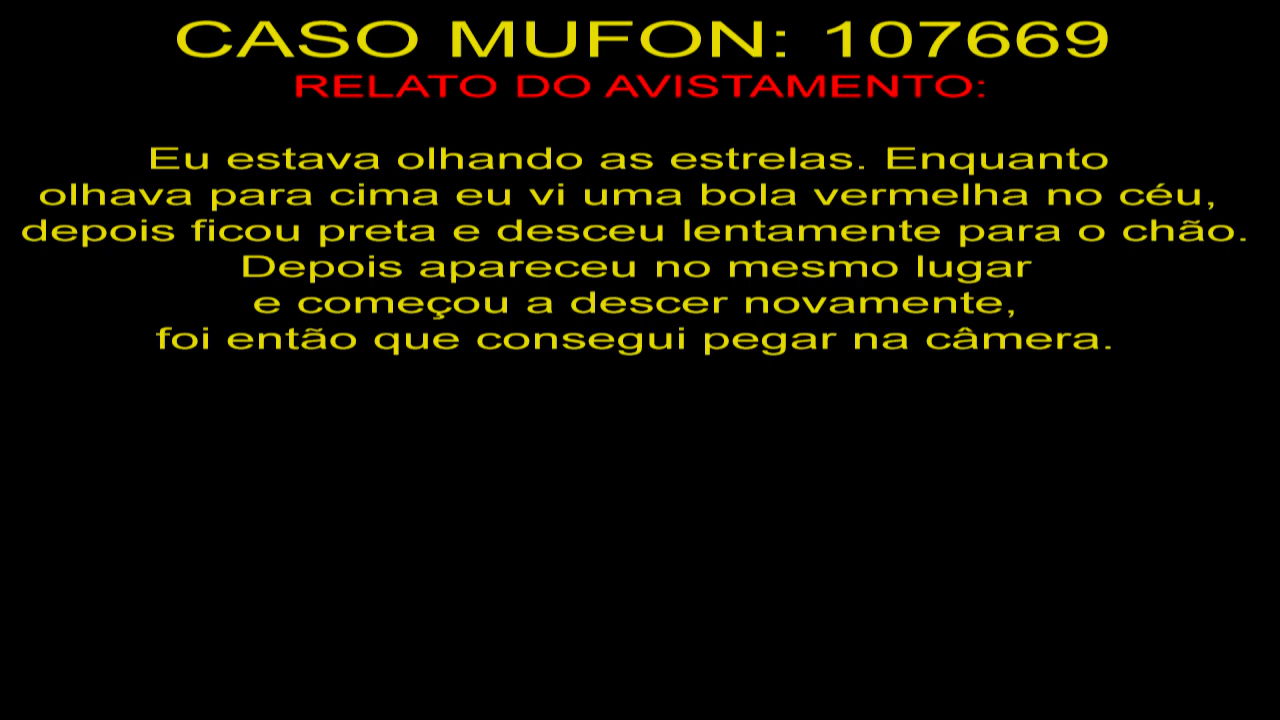 CASO MUFON: 107669
RELATO DO AVISTAMENTO:
Eu estava olhando as estrelas. Enquanto
olhava para cima eu vi uma bola vermelha no céu,
depois ficou preta e desceu lentamente para o chão.
Depois apareceu no mesmo lugar
e começou a descer novamente,
foi então que consegui pegar na câmera.